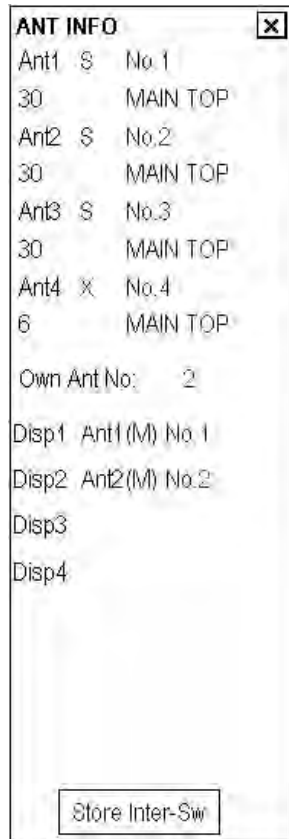 ANT INFO X
Ant1 S No.1
30 MAIN TOP
Ant2 S No.2
30 MAIN TOP
Ant3 S No.3
30 MAIN TOP
Ant4 X No.4
6 MAIN TOP
Own Ant No: 2
Disp1 Ant1(M) No.1
Disp2 Ant2(M) No.2
Disp3
Disp4
Store Inter-Sw